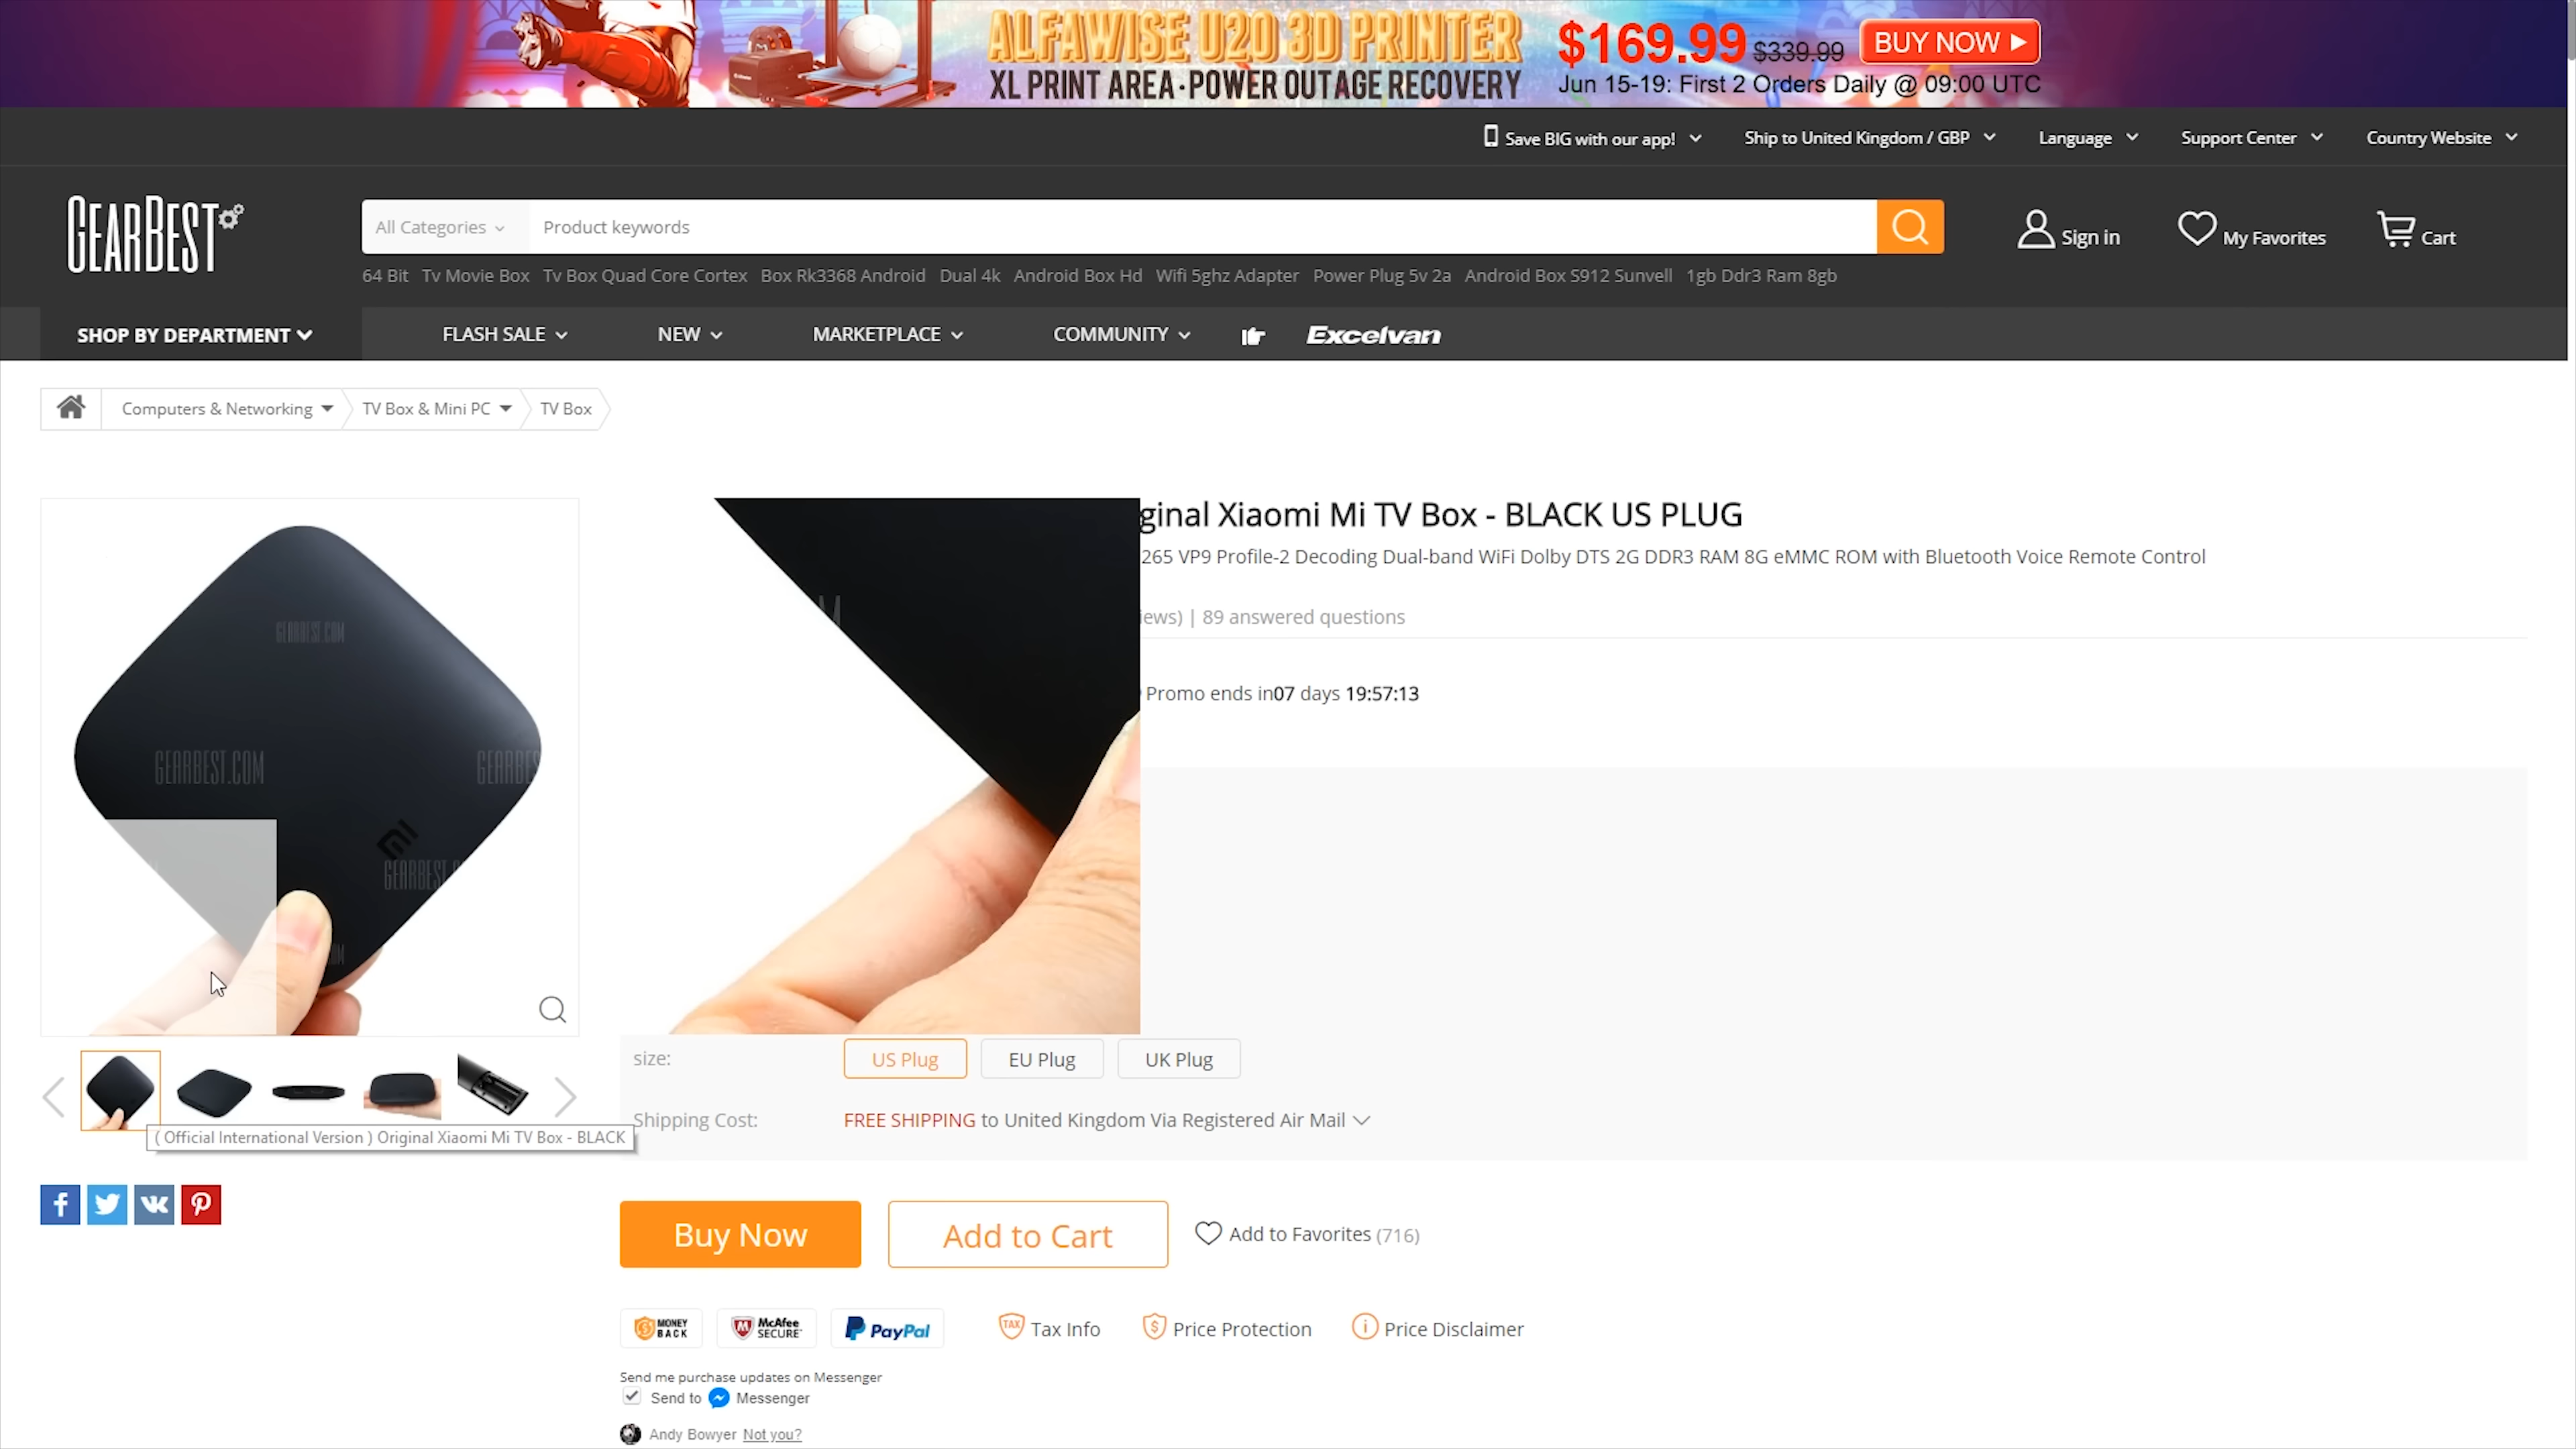 ALFAWISE U20 3D PRINTER
XL PRINT AREA·POWER OUTAGE RECOVERY
$169.99 $339.99 BUY NOW
Jun 15-19: First 2 Orders Daily @ 09:00 UTC
Save BIG with our app! Ship to United Kingdom / GBP Language Support Center Country Website
GEARBEST
All Categories Product keywords
Sign in My Favorites Cart
64 Bit Tv Movie Box Tv Box Quad Core Cortex Box Rk3368 Android Dual 4k Android Box Hd Wifi 5ghz Adapter Power Plug 5v 2a Android Box S912 Sunvell 1gb Ddr3 Ram 8gb
SHOP BY DEPARTMENT FLASH SALE NEW MARKETPLACE COMMUNITY Excelvan
Computers & Networking TV Box & Mini PC TV Box
ginal Xiaomi Mi TV Box - BLACK US PLUG
265 VP9 Profile-2 Decoding Dual-band WiFi Dolby DTS 2G DDR3 RAM 8G eMMC ROM with Bluetooth Voice Remote Control
iews) | 89 answered questions
Promo ends in07 days 19:57:13
GEARBEST.COM
GEARBEST.COM GEARBES
mi
GEARBEST
OM
M
size: US Plug EU Plug UK Plug
Shipping Cost: FREE SHIPPING to United Kingdom Via Registered Air Mail
( Official International Version ) Original Xiaomi Mi TV Box - BLACK
Buy Now Add to Cart Add to Favorites (716)
MONEY BACK McAfee SECURE PayPal TAX Tax Info Price Protection Price Disclaimer
Send me purchase updates on Messenger
Send to Messenger
Andy Bowyer Not you?